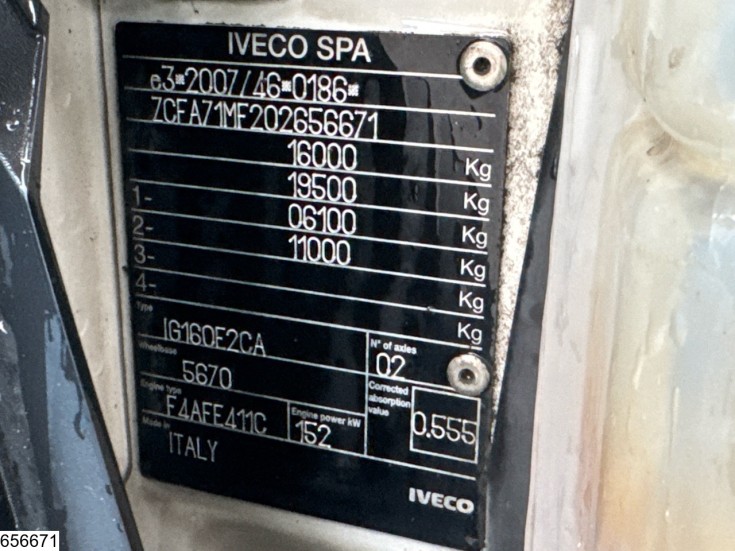 IVECO SPA
e3*2007/46*0186*
ZCFA71MF202656671
16000 Kg
19500 Kg
1- 06100 Kg
2- 11000 Kg
3- Kg
4- Kg
Type IG160E2CA
N° of axles 02
Wheelbase 5670
Corrected absorption value 0.555
Engine type F4AFE411C
Engine power kW 152
Made in ITALY
IVECO
656671